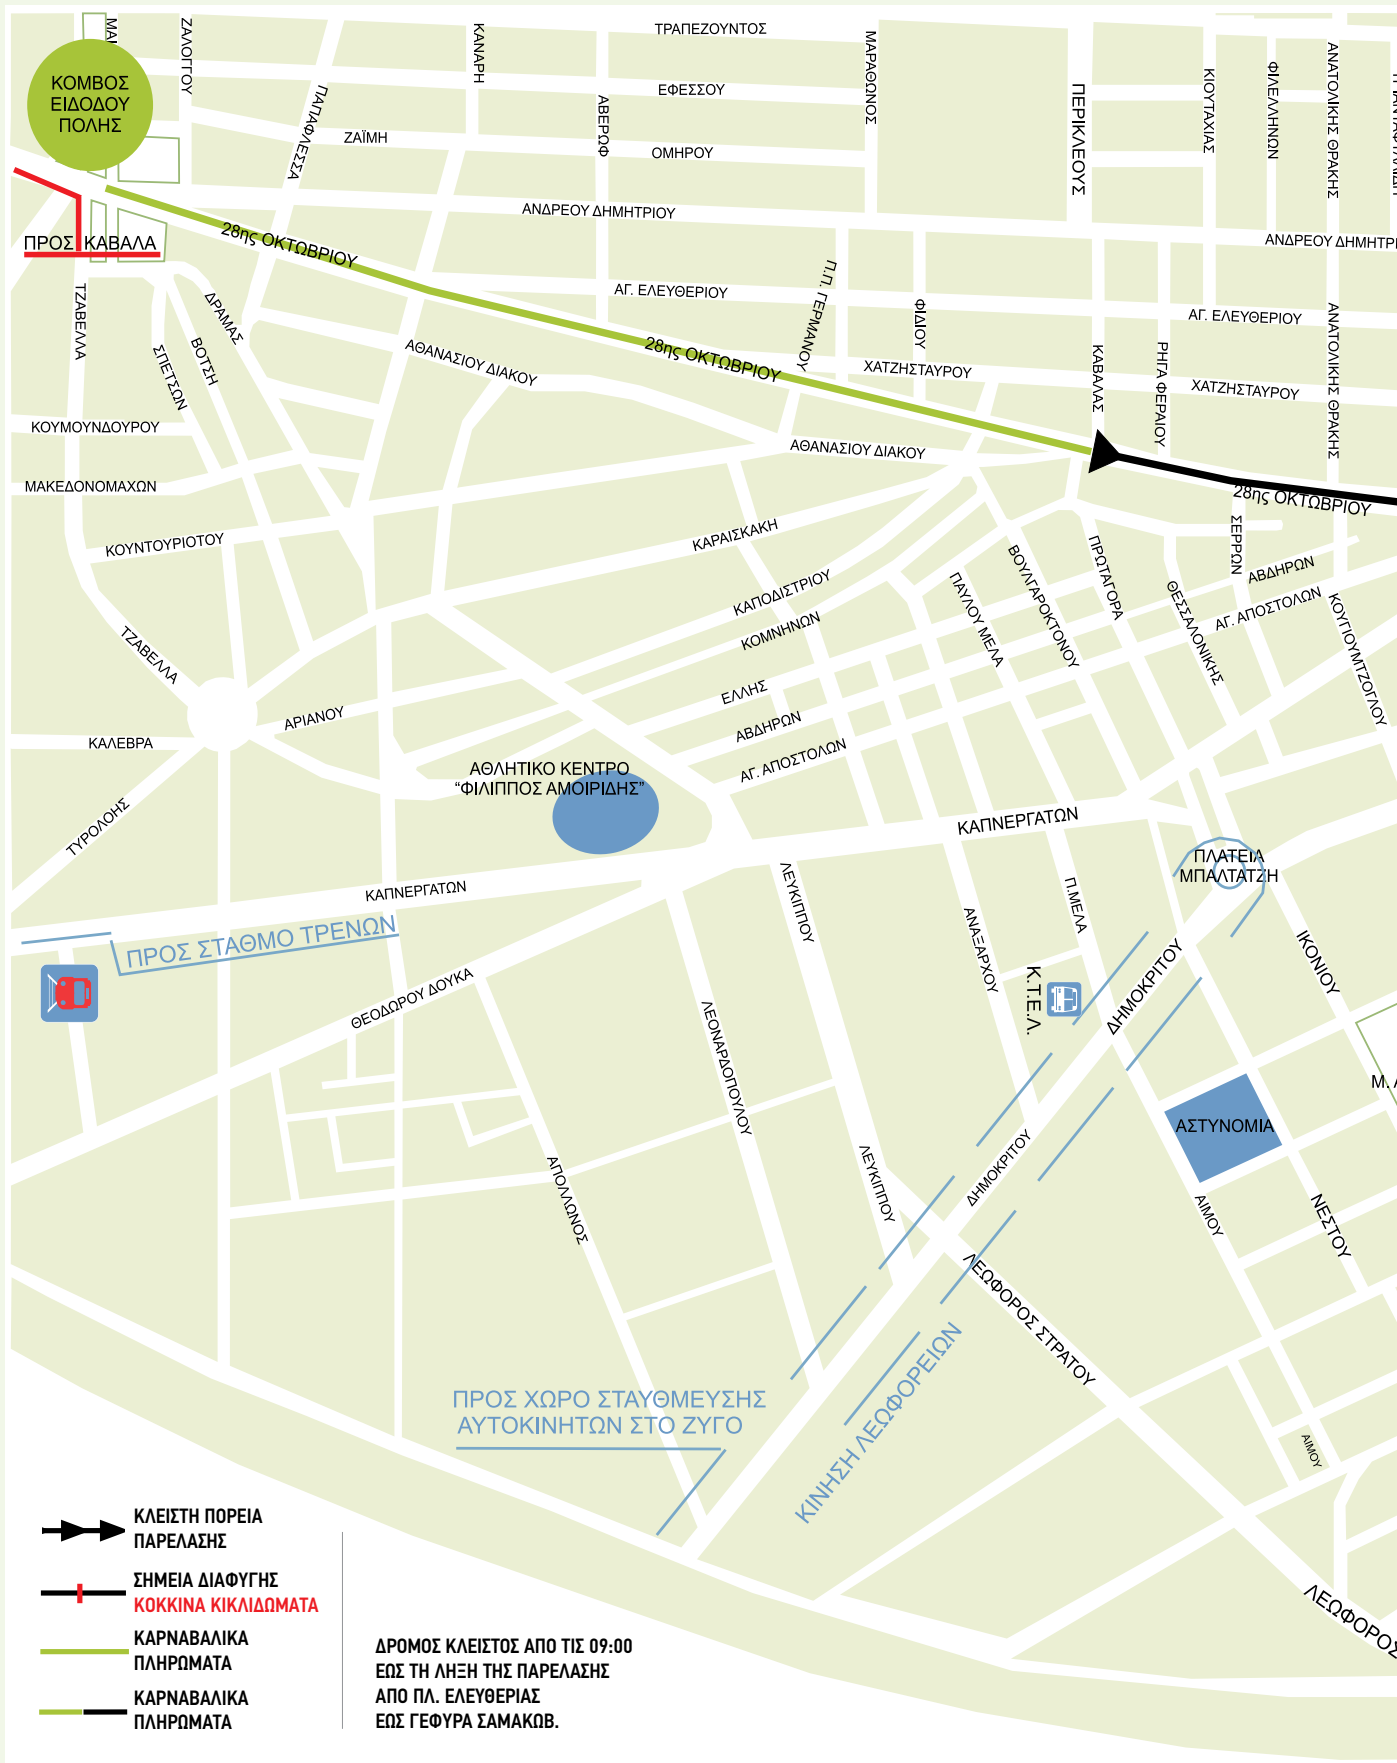 ΚΟΜΒΟΣ
ΕΙΔΟΔΟΥ
ΠΟΛΗΣ
ΖΑΛΟΓΓΟΥ
ΠΑΠΑΦΛΕΣΣΑ
ΚΑΝΑΡΗ
ΑΒΕΡΩΦ
ΤΡΑΠΕΖΟΥΝΤΟΣ
ΕΦΕΣΣΟΥ
ΖΑΪΜΗ
ΟΜΗΡΟΥ
ΜΑΡΑΘΩΝΟΣ
ΠΕΡΙΚΛΕΟΥΣ
ΚΙΟΥΤΑΧΙΑΣ
ΦΙΛΕΛΛΗΝΩΝ
ΑΝΑΤΟΛΙΚΗΣ ΘΡΑΚΗΣ
ΑΝΔΡΕΟΥ ΔΗΜΗΤΡΙΟΥ
ΑΝΔΡΕΟΥ ΔΗΜΗΤΡΙ
ΠΡΟΣ ΚΑΒΑΛΑ
28ης ΟΚΤΩΒΡΙΟΥ
ΑΓ. ΕΛΕΥΘΕΡΙΟΥ
ΑΓ. ΕΛΕΥΘΕΡΙΟΥ
Π.Π. ΓΕΡΜΑΝΟΥ
ΦΙΔΙΟΥ
ΤΖΑΒΕΛΛΑ
ΔΡΑΜΑΣ
ΣΠΕΤΣΩΝ
ΒΟΤΣΗ
ΑΘΑΝΑΣΙΟΥ ΔΙΑΚΟΥ
28ης ΟΚΤΩΒΡΙΟΥ
ΧΑΤΖΗΣΤΑΥΡΟΥ
ΧΑΤΖΗΣΤΑΥΡΟΥ
ΚΑΒΑΛΑΣ
ΡΗΓΑ ΦΕΡΑΙΟΥ
ΑΝΑΤΟΛΙΚΗΣ ΘΡΑΚΗΣ
ΚΟΥΜΟΥΝΔΟΥΡΟΥ
ΑΘΑΝΑΣΙΟΥ ΔΙΑΚΟΥ
ΜΑΚΕΔΟΝΟΜΑΧΩΝ
28ης ΟΚΤΩΒΡΙΟΥ
ΚΟΥΝΤΟΥΡΙΟΤΟΥ
ΚΑΡΑΙΣΚΑΚΗ
ΣΕΡΡΩΝ
ΚΑΠΟΔΙΣΤΡΙΟΥ
ΚΟΜΝΗΝΩΝ
ΠΑΥΛΟΥ ΜΕΛΑ
ΒΟΥΛΓΑΡΟΚΤΟΝΟΥ
ΠΡΩΤΑΓΟΡΑ
ΘΕΣΣΑΛΟΝΙΚΗΣ
ΑΒΔΗΡΩΝ
ΑΓ. ΑΠΟΣΤΟΛΩΝ
ΚΟΥΓΙΟΥΜΤΖΟΓΛΟΥ
ΤΖΑΒΕΛΛΑ
ΕΛΛΗΣ
ΑΡΙΑΝΟΥ
ΑΒΔΗΡΩΝ
ΚΑΛΕΒΡΑ
ΑΓ. ΑΠΟΣΤΟΛΩΝ
ΑΘΛΗΤΙΚΟ ΚΕΝΤΡΟ
“ΦΙΛΙΠΠΟΣ ΑΜΟΙΡΙΔΗΣ”
ΤΥΡΟΛΟΗΣ
ΚΑΠΝΕΡΓΑΤΩΝ
ΠΛΑΤΕΙΑ
ΜΠΑΛΤΑΤΖΗ
ΚΑΠΝΕΡΓΑΤΩΝ
ΛΕΥΚΙΠΠΟΥ
Π.ΜΕΛΑ
ΠΡΟΣ ΣΤΑΘΜΟ ΤΡΕΝΩΝ
ΑΝΑΞΑΡΧΟΥ
Κ.Τ.Ε.Λ.
ΔΗΜΟΚΡΙΤΟΥ
ΙΚΟΝΙΟΥ
ΘΕΟΔΩΡΟΥ ΔΟΥΚΑ
ΛΕΟΝΑΡΔΟΠΟΥΛΟΥ
Μ.
ΑΣΤΥΝΟΜΙΑ
ΑΠΟΛΛΩΝΟΣ
ΛΕΥΚΙΠΠΟΥ
ΔΗΜΟΚΡΙΤΟΥ
ΑΙΜΟΥ
ΝΕΣΤΟΥ
ΛΕΩΦΟΡΟΣ ΣΤΡΑΤΟΥ
ΠΡΟΣ ΧΩΡΟ ΣΤΑΥΘΜΕΥΣΗΣ
ΑΥΤΟΚΙΝΗΤΩΝ ΣΤΟ ΖΥΓΟ
ΚΙΝΗΣΗ ΛΕΩΦΟΡΕΙΩΝ
ΑΙΜΟΥ
ΛΕΩΦΟΡΟΣ
ΚΛΕΙΣΤΗ ΠΟΡΕΙΑ
ΠΑΡΕΛΑΣΗΣ
ΣΗΜΕΙΑ ΔΙΑΦΥΓΗΣ
ΚΟΚΚΙΝΑ ΚΙΚΛΙΔΩΜΑΤΑ
ΚΑΡΝΑΒΑΛΙΚΑ
ΠΛΗΡΩΜΑΤΑ
ΚΑΡΝΑΒΑΛΙΚΑ
ΠΛΗΡΩΜΑΤΑ
ΔΡΟΜΟΣ ΚΛΕΙΣΤΟΣ ΑΠΟ ΤΙΣ 09:00
ΕΩΣ ΤΗ ΛΗΞΗ ΤΗΣ ΠΑΡΕΛΑΣΗΣ
ΑΠΟ ΠΛ. ΕΛΕΥΘΕΡΙΑΣ
ΕΩΣ ΓΕΦΥΡΑ ΣΑΜΑΚΩΒ.